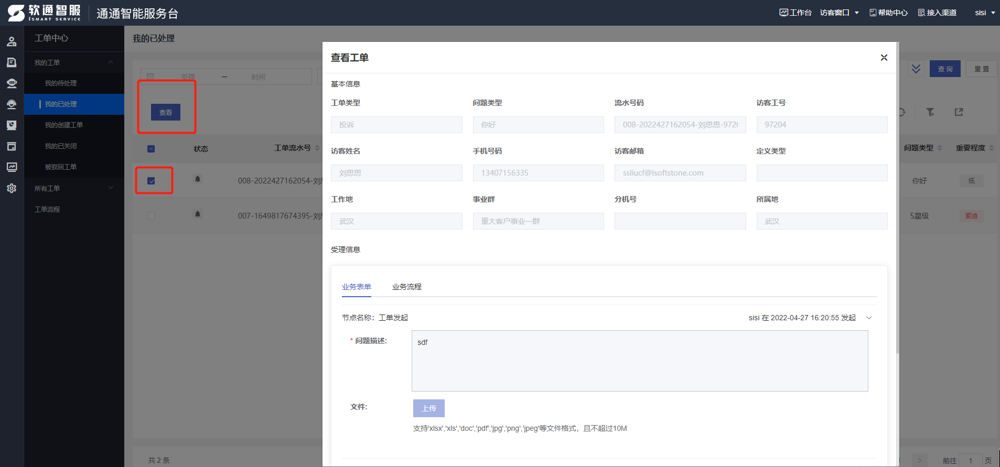 软通智服
iSMART SERVICE
通通智能服务台
工作台
访客窗口
帮助中心
接入渠道
sisi
工单中心
我的工单
我的待处理
我的已处理
我的创建工单
我的已关闭
被驳回工单
所有工单
工单流程
我的已处理
受理 — 时间
查询
重置
查看
状态
工单流水号
问题类型
重要程度
008-2022427162054-刘
你好
低
007-1649817674395-刘
5星级
紧迫
共 2 条
前往 1 页
查看工单
基本信息
工单类型 问题类型 流水号码 访客工号
投诉 你好 008-2022427162054-刘思思-9720 97204
访客姓名 手机号码 访客邮箱 定义类型
刘思思 13407156335 ssliucf@isoftstone.com
工作地 事业群 分机号 所属地
武汉 重大客户事业一群 武汉
受理信息
业务表单 业务流程
节点名称：工单发起 sisi 在 2022-04-27 16:20:55 发起
* 问题描述: sdf
文件: 上传
支持'xlsx','xls','doc','pdf','jpg','png','jpeg'等文件格式，且不超过10M